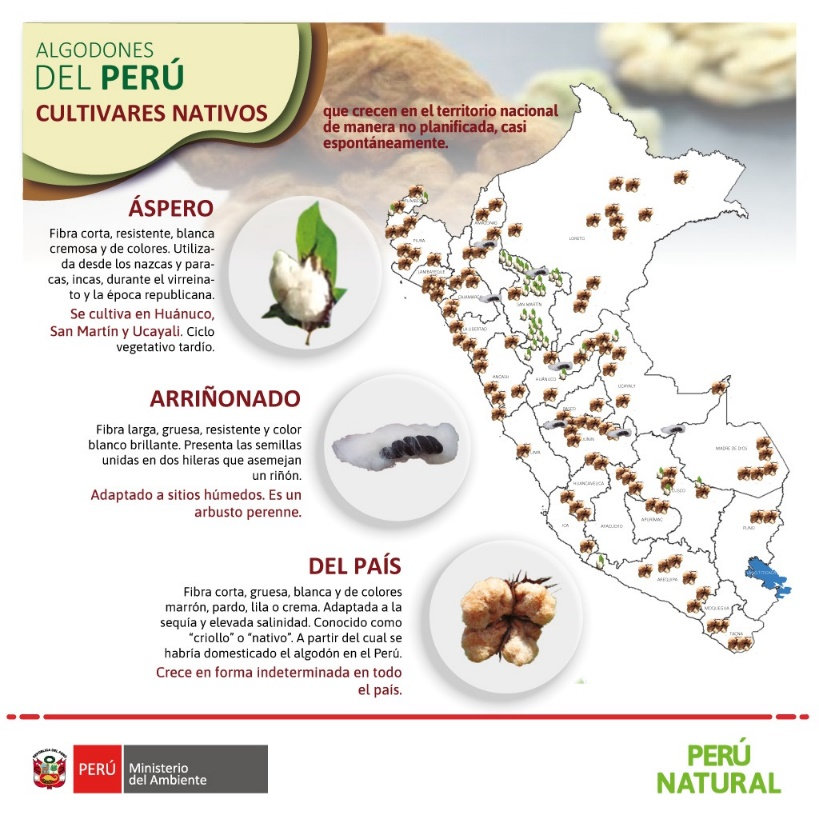 ALGODONES
DEL PERÚ
CULTIVARES NATIVOS
que crecen en el territorio nacional
de manera no planificada, casi
espontáneamente.
ÁSPERO
Fibra corta, resistente, blanca
cremosa y de colores. Utiliza-
da desde los nazcas y para-
cas, incas, durante el virreina-
to y la época republicana.
Se cultiva en Huánuco,
San Martín y Ucayali. Ciclo
vegetativo tardío.
ARRIÑONADO
Fibra larga, gruesa, resistente y color
blanco brillante. Presenta las semillas
unidas en dos hileras que asemejan
un riñón.
Adaptado a sitios húmedos. Es un
arbusto perenne.
DEL PAÍS
Fibra corta, gruesa, blanca y de colores
marrón, pardo, lila o crema. Adaptada a la
sequía y elevada salinidad. Conocido como
“criollo” o “nativo”. A partir del cual se
habría domesticado el algodón en el Perú.
Crece en forma indeterminada en todo
el país.
LORETO
PIURA
LAMBAYEQUE
CAJAMARCA
SAN MARTÍN
LA LIBERTAD
ANCASH
HUÁNUCO
UCAYALI
PASCO
JUNÍN
LIMA
MADRE DE DIOS
HUANCAVELICA
CUSCO
ICA
AYACUCHO
APURÍMAC
PUNO
AREQUIPA
MOQUEGUA
TACNA
PERÚ
Ministerio
del Ambiente
PERÚ
NATURAL